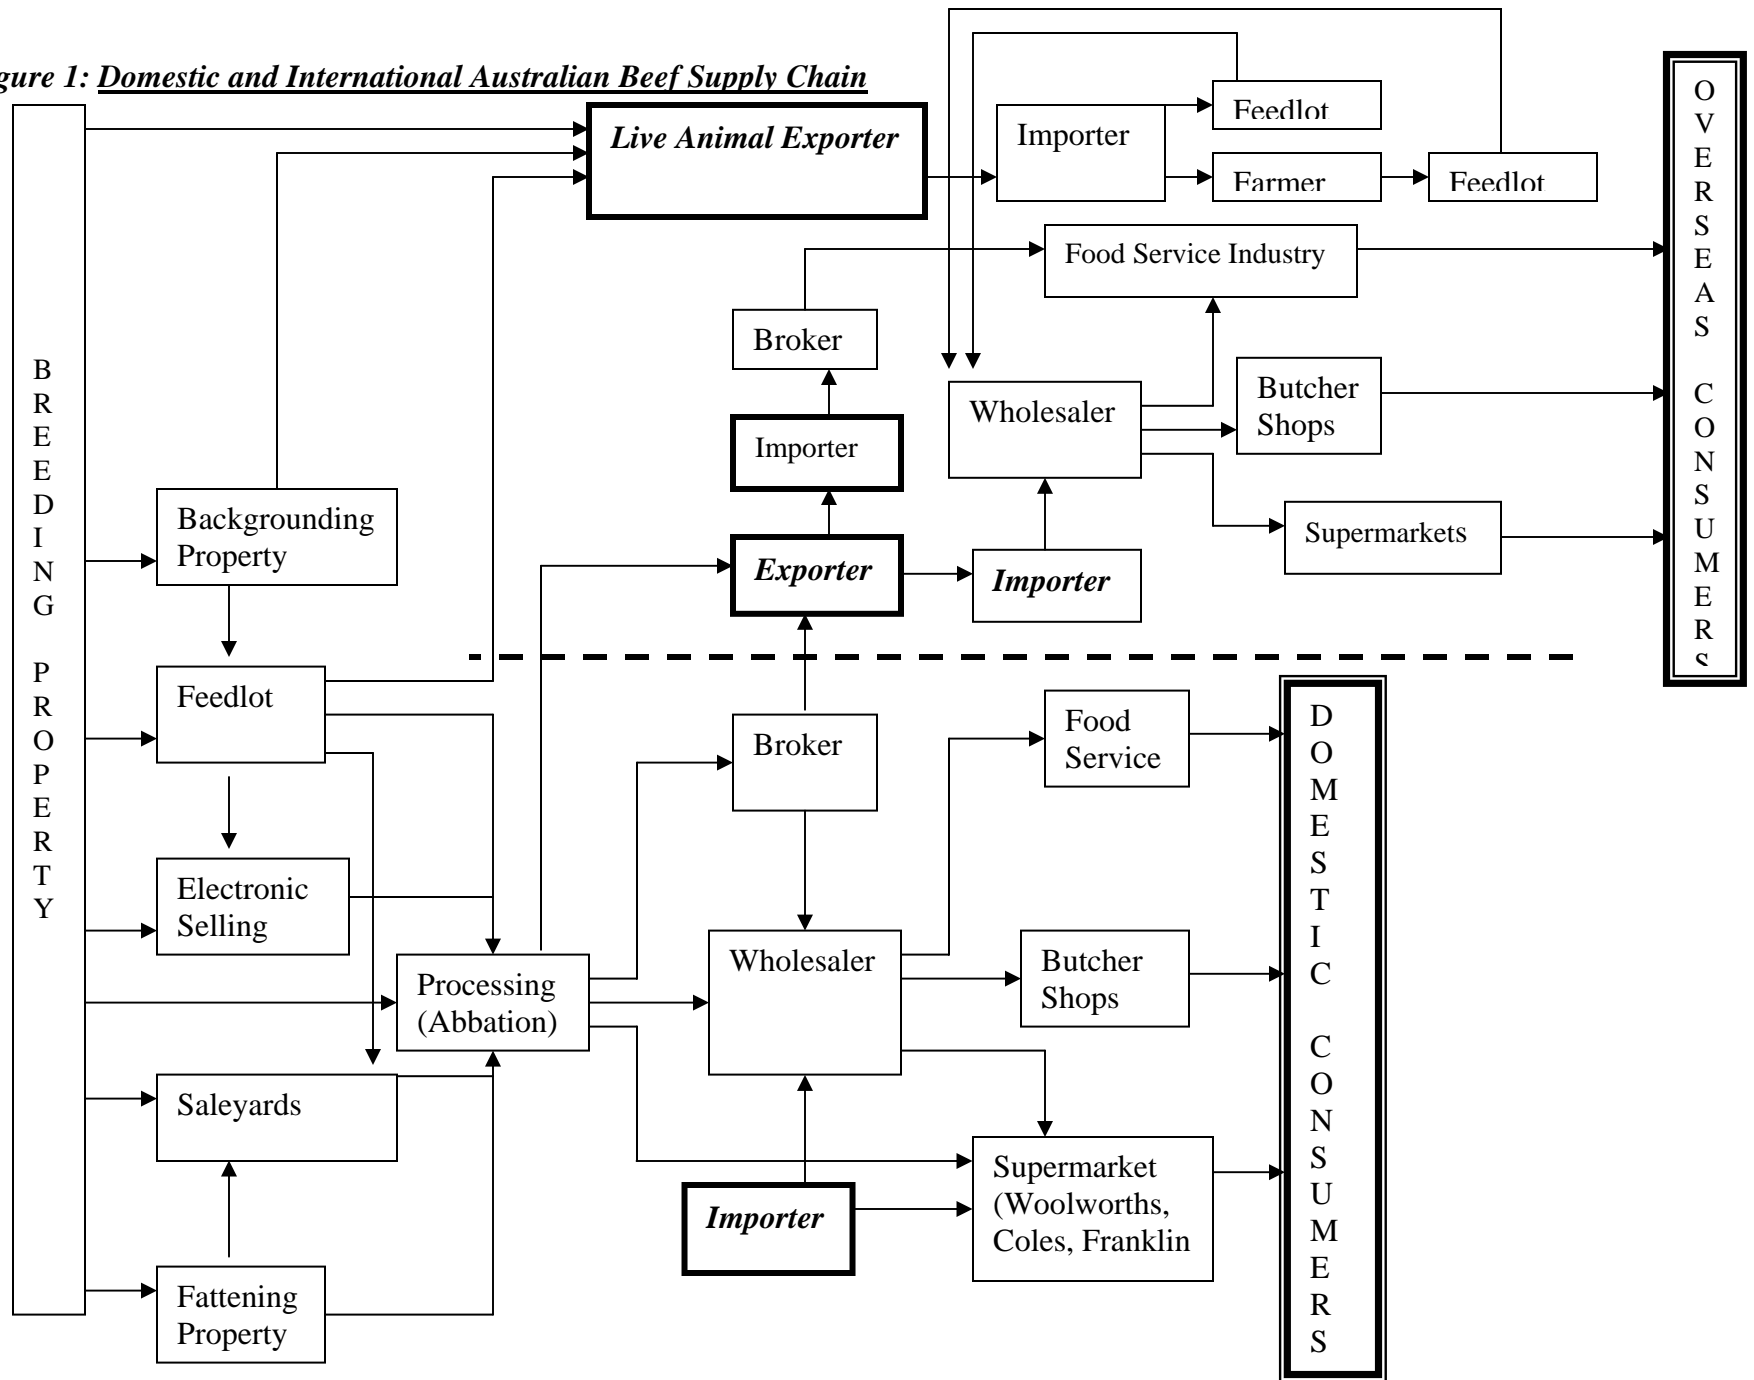 gure 1: Domestic and International Australian Beef Supply Chain
Live Animal Exporter
Importer
Feedlot
Farmer
Feedlot
Food Service Industry
Broker
Importer
Exporter
Wholesaler
Importer
Butcher
Shops
Supermarkets
OVERSEAS CONSUMERS
BREEDING PROPERTY
Backgrounding
Property
Feedlot
Electronic
Selling
Saleyards
Fattening
Property
Processing
(Abbation)
Broker
Wholesaler
Importer
Food
Service
Butcher
Shops
Supermarket
(Woolworths,
Coles, Franklin
DOMESTIC CONSUMERS